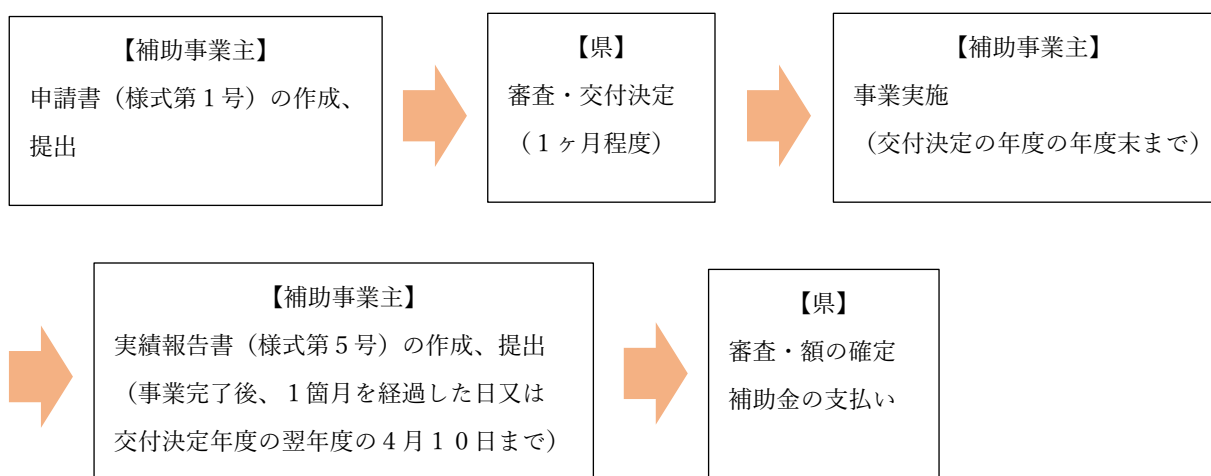 【補助事業主】
申請書（様式第１号）の作成、
提出
【県】
審査・交付決定
（１ヶ月程度）
【補助事業主】
事業実施
（交付決定の年度の年度末まで）
【補助事業主】
実績報告書（様式第５号）の作成、提出
（事業完了後、１箇月を経過した日又は
交付決定年度の翌年度の４月１０日まで）
【県】
審査・額の確定
補助金の支払い